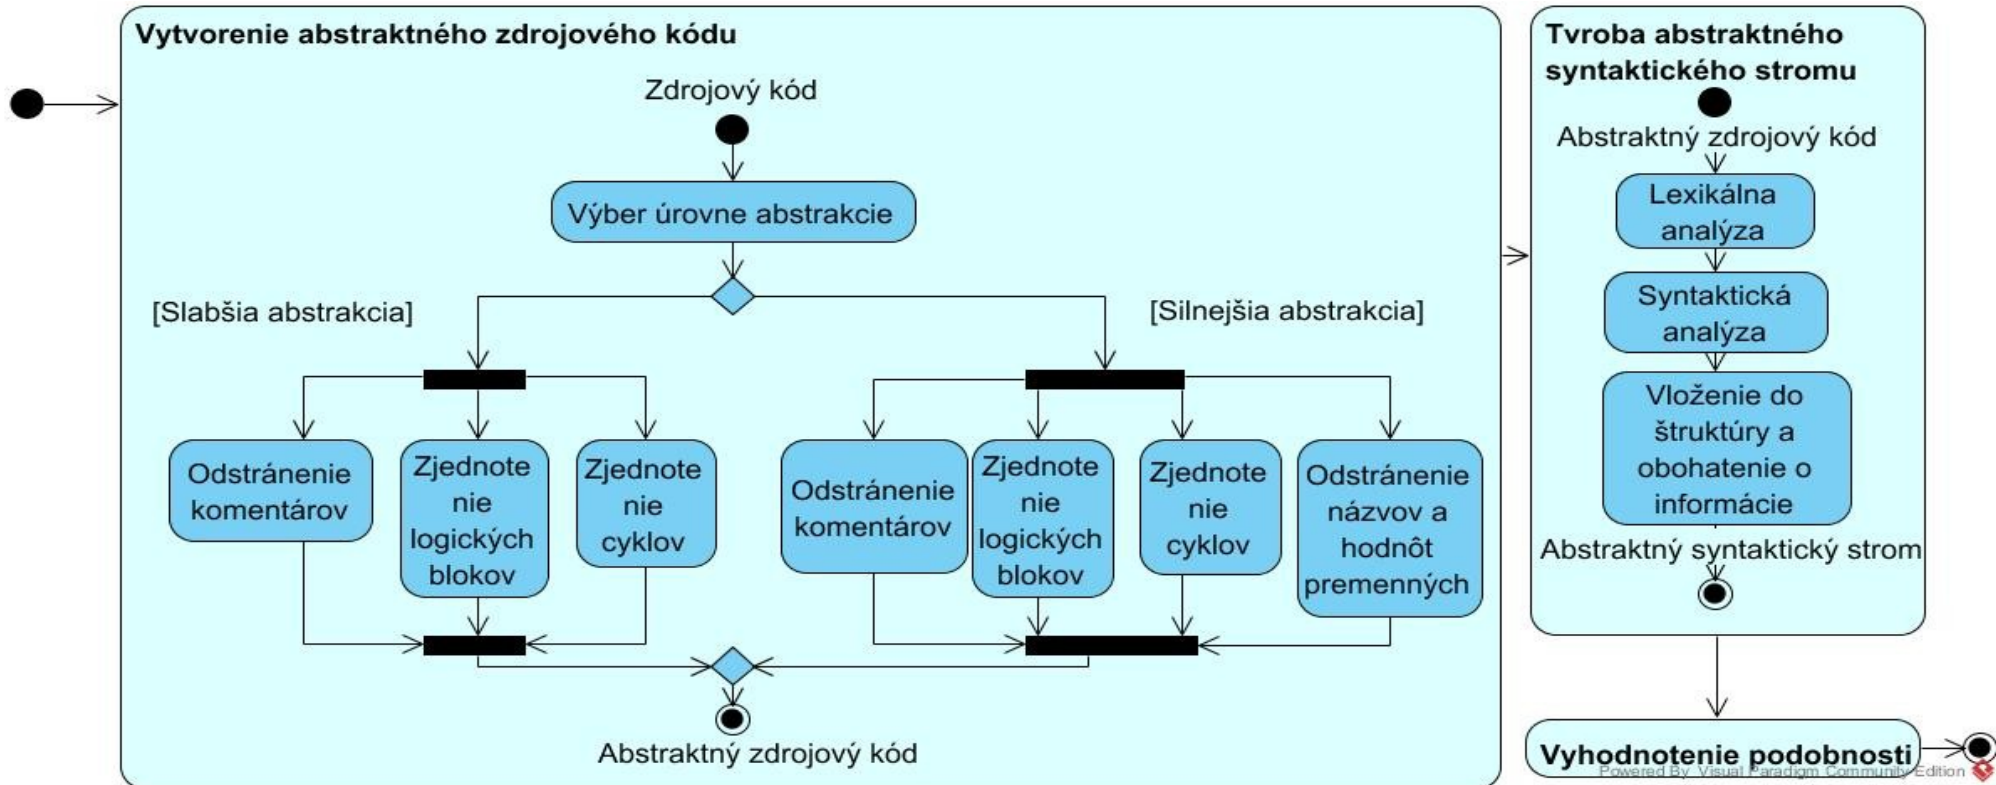 Vytvorenie abstraktného zdrojového kódu
Zdrojový kód
Výber úrovne abstrakcie
[Slabšia abstrakcia]
[Silnejšia abstrakcia]
Odstránenie
komentárov
Zjednote
nie
logických
blokov
Zjednote
nie
cyklov
Odstránenie
komentárov
Zjednote
nie
logických
blokov
Zjednote
nie
cyklov
Odstránenie
názvov a
hodnôt
premenných
Abstraktný zdrojový kód
Tvroba abstraktného
syntaktického stromu
Abstraktný zdrojový kód
Lexikálna
analýza
Syntaktická
analýza
Vloženie do
štruktúry a
obohatenie o
informácie
Abstraktný syntaktický strom
Vyhodnotenie podobnosti
Powered By Visual Paradigm Community Edition